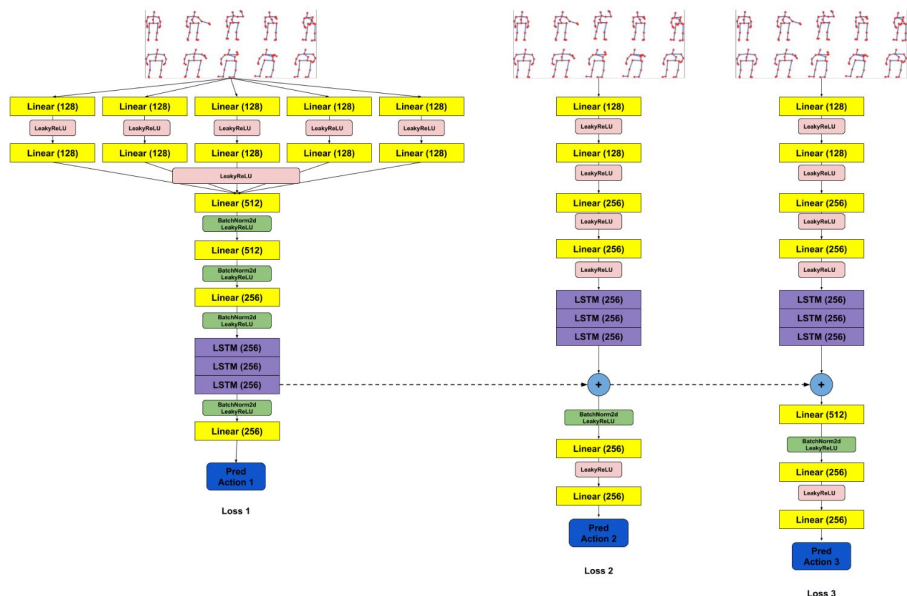 Linear (128)
Linear (128)
Linear (128)
Linear (128)
Linear (128)
LeakyReLU
LeakyReLU
LeakyReLU
LeakyReLU
LeakyReLU
Linear (128)
Linear (128)
Linear (128)
Linear (128)
Linear (128)
LeakyReLU
Linear (512)
BatchNorm2d
LeakyReLU
Linear (512)
BatchNorm2d
LeakyReLU
Linear (256)
BatchNorm2d
LeakyReLU
LSTM (256)
LSTM (256)
LSTM (256)
BatchNorm2d
LeakyReLU
Linear (256)
Pred
Action 1
Loss 1
Linear (128)
LeakyReLU
Linear (128)
LeakyReLU
Linear (256)
LeakyReLU
Linear (256)
LeakyReLU
LSTM (256)
LSTM (256)
LSTM (256)
+
BatchNorm2d
LeakyReLU
Linear (256)
LeakyReLU
Linear (256)
Pred
Action 2
Loss 2
Linear (128)
LeakyReLU
Linear (128)
LeakyReLU
Linear (256)
LeakyReLU
Linear (256)
LeakyReLU
LSTM (256)
LSTM (256)
LSTM (256)
+
Linear (512)
BatchNorm2d
LeakyReLU
Linear (256)
LeakyReLU
Linear (256)
Pred
Action 3
Loss 3